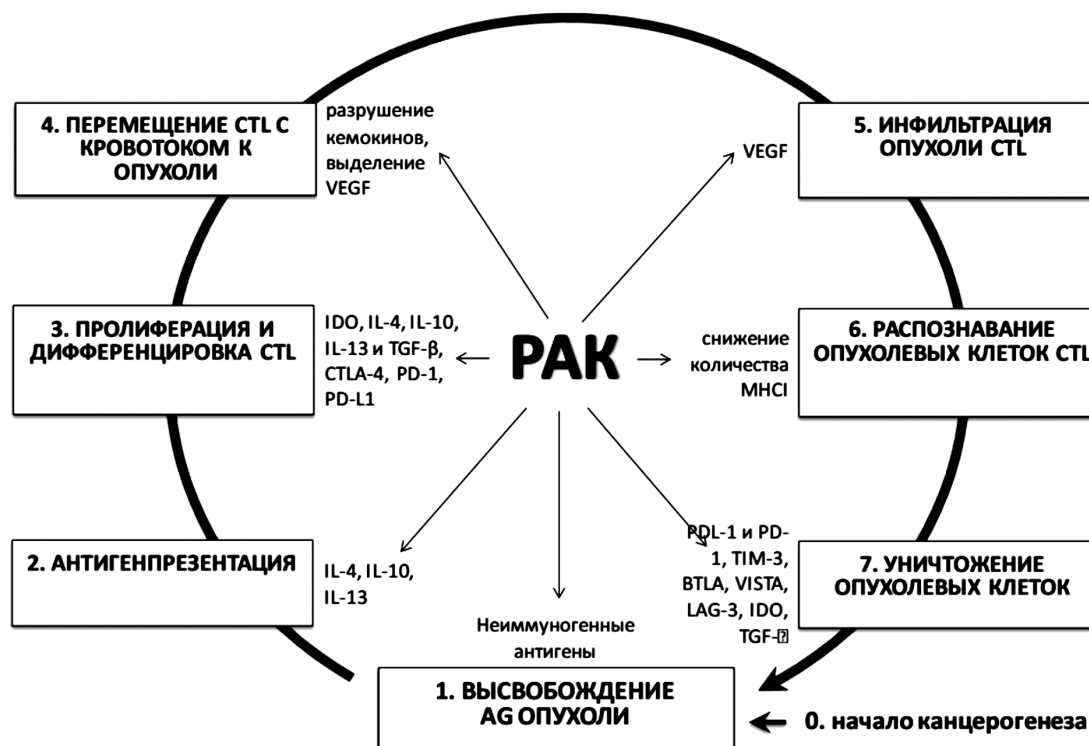 4. ПЕРЕМЕЩЕНИЕ CTL С
КРОВОТОКОМ К
ОПУХОЛИ
разрушение
кемокинов,
выделение
VEGF
VEGF
5. ИНФИЛЬТРАЦИЯ
ОПУХОЛИ CTL
3. ПРОЛИФЕРАЦИЯ И
ДИФФЕРЕНЦИРОВКА CTL
IDO, IL-4, IL-10,
IL-13 и TGF-β,
CTLA-4, PD-1,
PD-L1
РАК
снижение
количества
MHCI
6. РАСПОЗНАВАНИЕ
ОПУХОЛЕВЫХ КЛЕТОК CTL
2. АНТИГЕНПРЕЗЕНТАЦИЯ
IL-4, IL-10,
IL-13
PDL-1 и PD-
1, TIM-3,
BTLA, VISTA,
LAG-3, IDO,
TGF-
7. УНИЧТОЖЕНИЕ
ОПУХОЛЕВЫХ КЛЕТОК
Неиммуногенные
антигены
1. ВЫСВОБОЖДЕНИЕ
AG ОПУХОЛИ
0. начало канцерогенеза